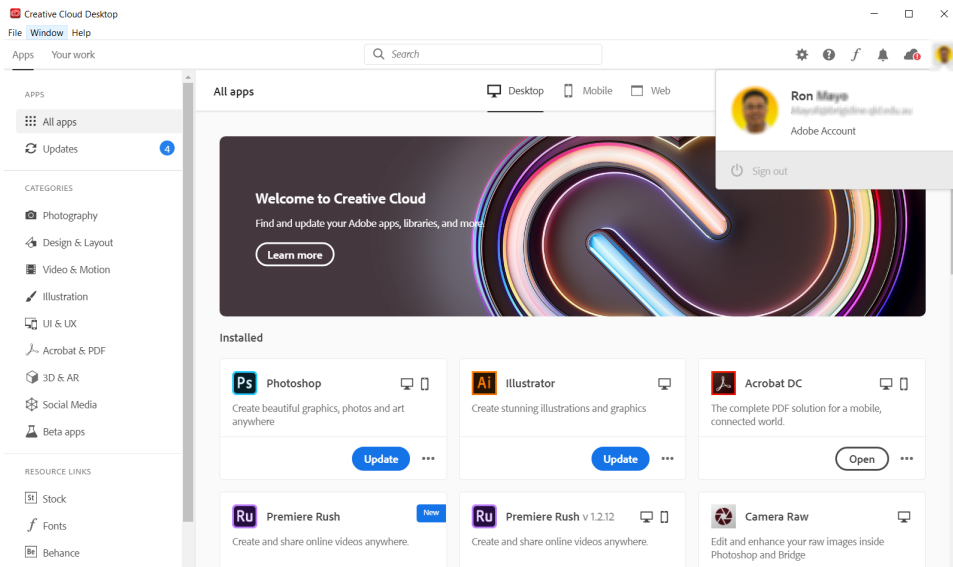 Creative Cloud Desktop
File Window Help
Apps Your work
Search
APPS
All apps
Updates 4
CATEGORIES
Photography
Design & Layout
Video & Motion
Illustration
UI & UX
Acrobat & PDF
3D & AR
Social Media
Beta apps
RESOURCE LINKS
St Stock
Fonts
Be Behance
All apps
Desktop Mobile Web
Ron Mayo
Adobe Account
Sign out
Welcome to Creative Cloud
Find and update your Adobe apps, libraries, and more.
Learn more
Installed
Ps Photoshop
Create beautiful graphics, photos and art
anywhere
Update
Ai Illustrator
Create stunning illustrations and graphics
Update
Acrobat DC
The complete PDF solution for a mobile,
connected world.
Open
Ru Premiere Rush New
Create and share online videos anywhere.
Ru Premiere Rush v 1.2.12
Create and share online videos anywhere.
Camera Raw
Edit and enhance your raw images inside
Photoshop and Bridge